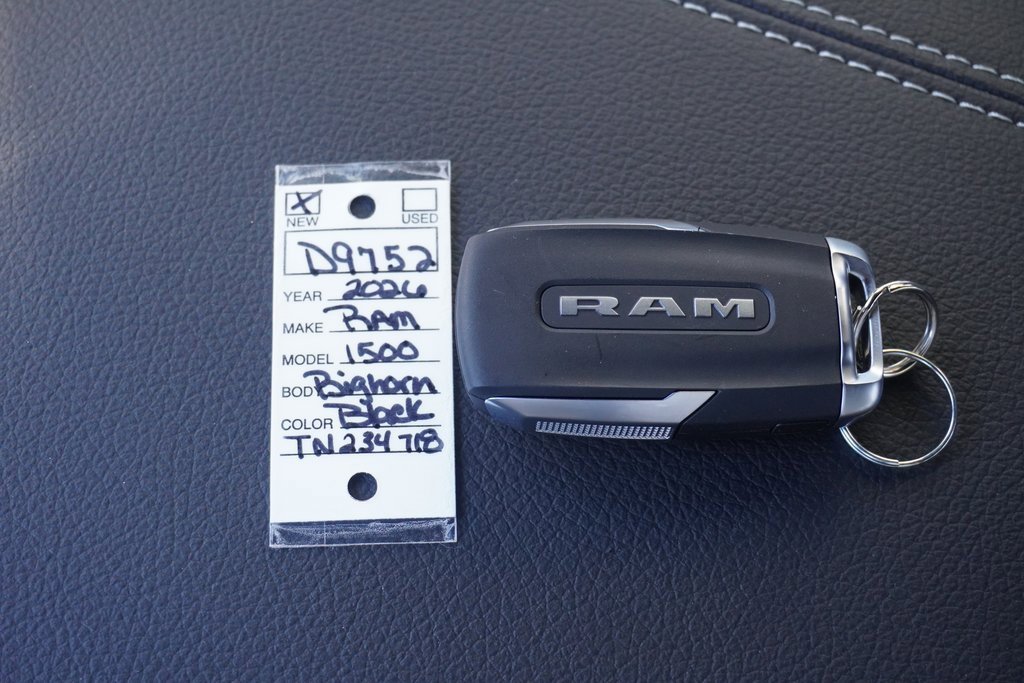 NEW USED
D9752
YEAR 2026
MAKE RAM
MODEL 1500
BODY Bighorn
COLOR Black
TN234718
RAM